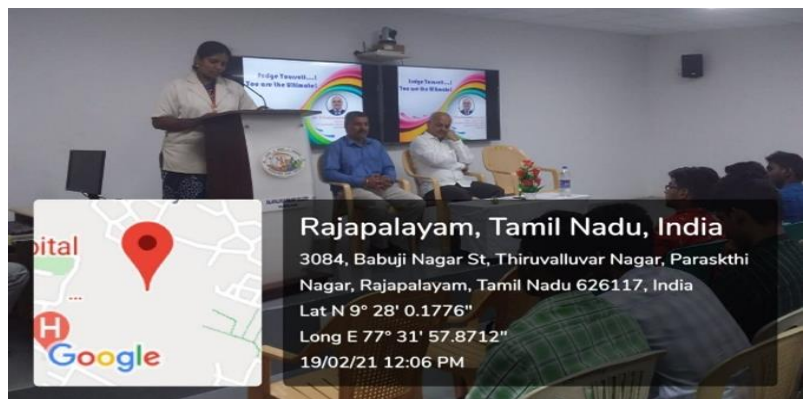 Judge Yourself....!
You are the Ultimate!
Judge Yourself....!
You are the Ultimate!
Rajapalayam, Tamil Nadu, India
3084, Babuji Nagar St, Thiruvalluvar Nagar, Paraskthi
Nagar, Rajapalayam, Tamil Nadu 626117, India
Lat N 9° 28' 0.1776"
Long E 77° 31' 57.8712"
19/02/21 12:06 PM
pital
H
Google